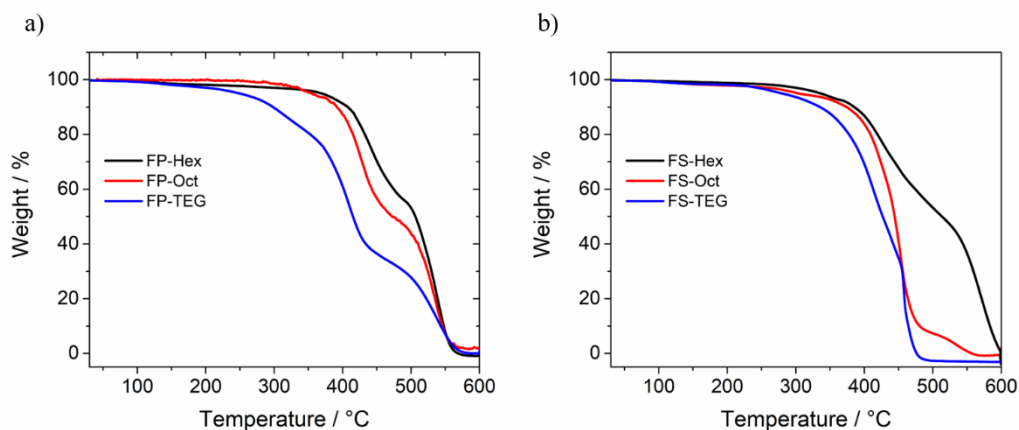 a)
100
80
60
40
20
0
Weight / %
FP-Hex
FP-Oct
FP-TEG
100 200 300 400 500 600
Temperature / °C
b)
100
80
60
40
20
0
Weight / %
FS-Hex
FS-Oct
FS-TEG
100 200 300 400 500 600
Temperature / °C